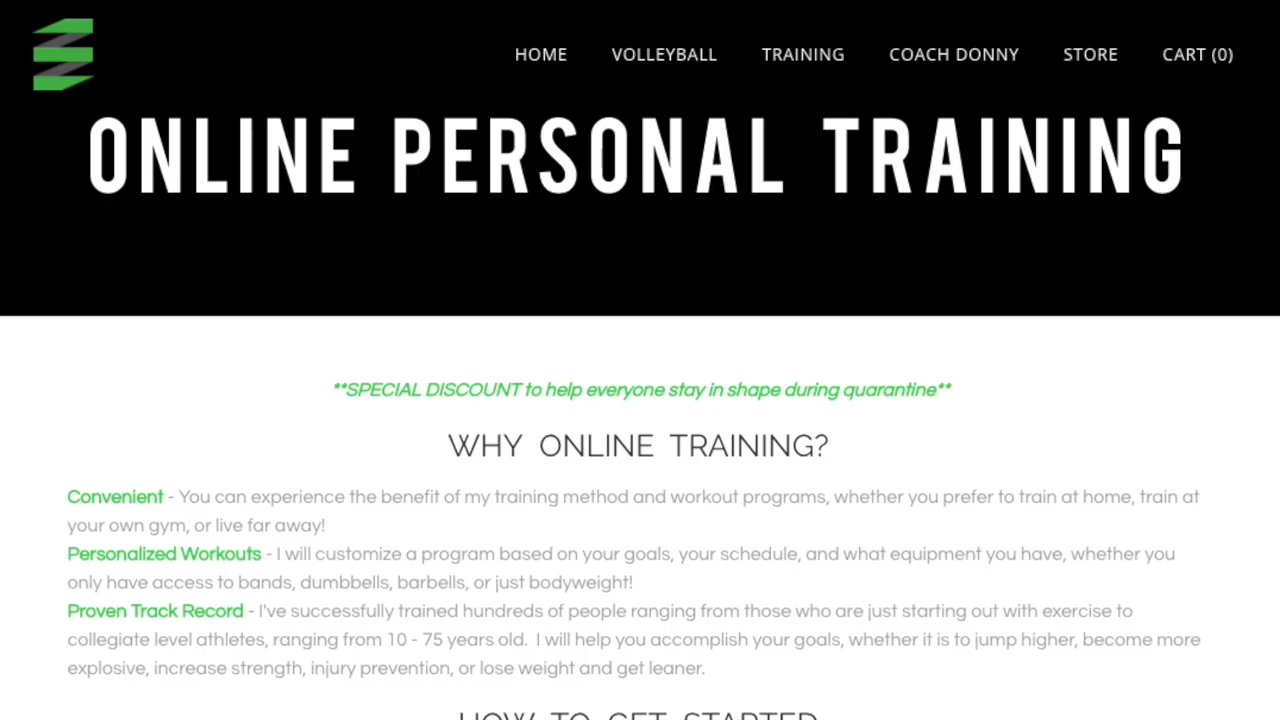 HOME VOLLEYBALL TRAINING COACH DONNY STORE CART (0)
ONLINE PERSONAL TRAINING
**SPECIAL DISCOUNT to help everyone stay in shape during quarantine**
WHY ONLINE TRAINING?
Convenient - You can experience the benefit of my training method and workout programs, whether you prefer to train at home, train at
your own gym, or live far away!
Personalized Workouts - I will customize a program based on your goals, your schedule, and what equipment you have, whether you
only have access to bands, dumbbells, barbells, or just bodyweight!
Proven Track Record - I've successfully trained hundreds of people ranging from those who are just starting out with exercise to
collegiate level athletes, ranging from 10 - 75 years old.  I will help you accomplish your goals, whether it is to jump higher, become more
explosive, increase strength, injury prevention, or lose weight and get leaner.
HOW TO GET STARTED